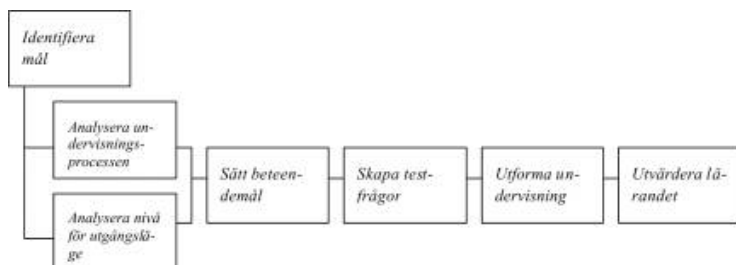 Identifiera
mål
Analysera un-
dervisnings-
processen
Analysera nivå
för utgångslä-
ge
Sätt beteen-
demål
Skapa test-
frågor
Utforma un-
dervisning
Utvärdera lä-
randet